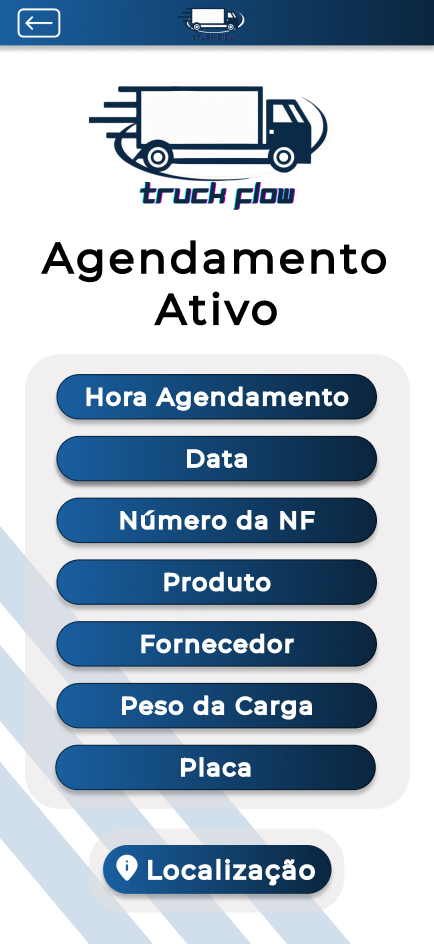 truck flow
Agendamento
Ativo
Hora Agendamento
Data
Número da NF
Produto
Fornecedor
Peso da Carga
Placa
Localização